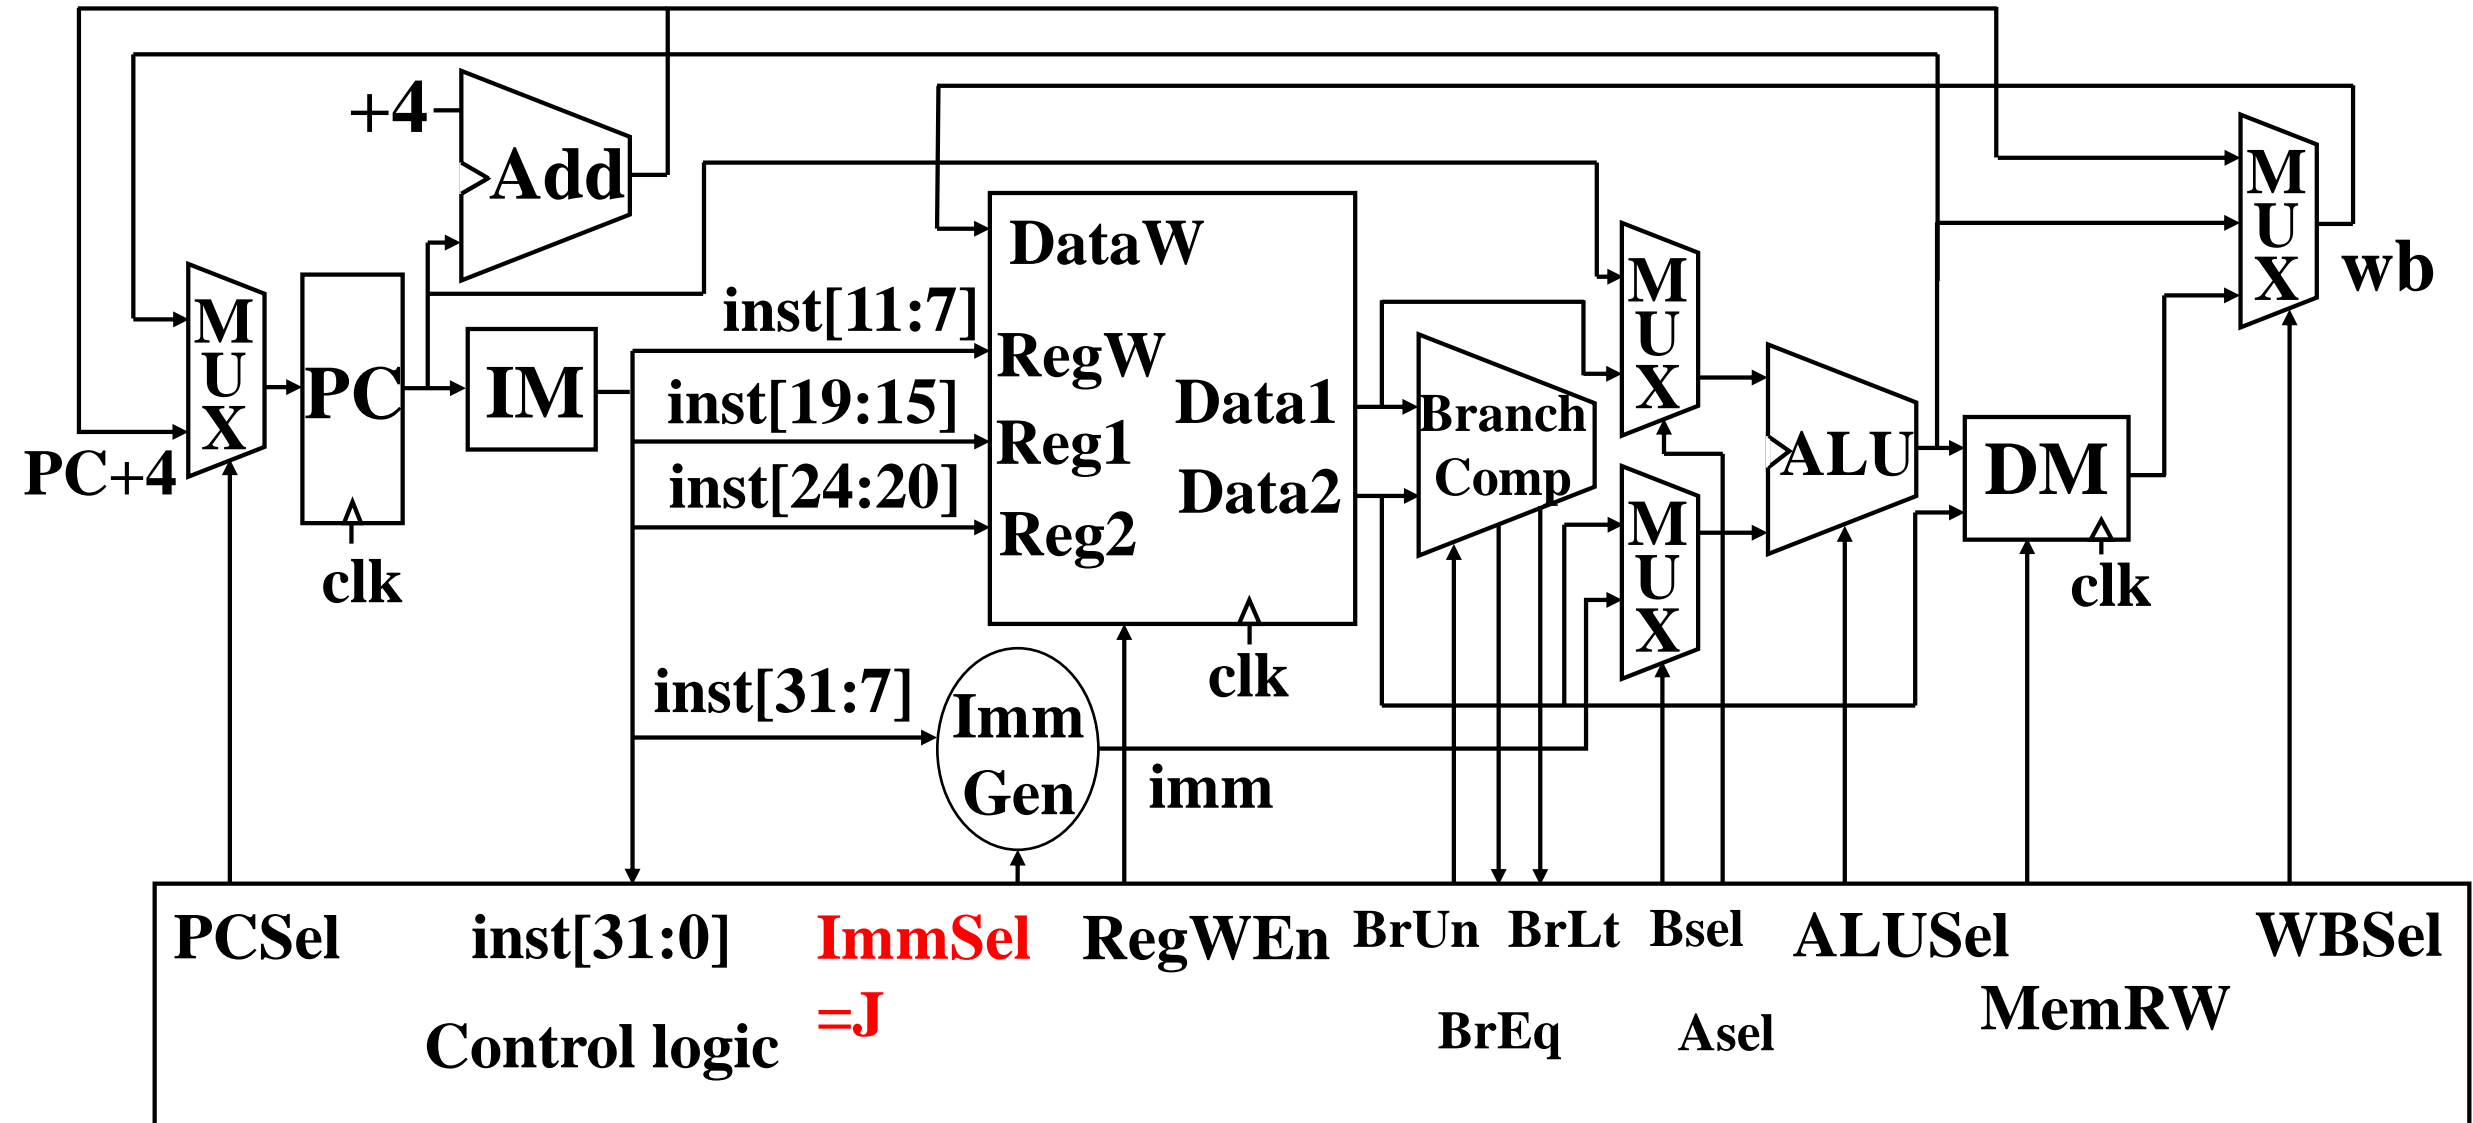 +4
Add
MUX
PC+4
PC
clk
IM
inst[11:7]
inst[19:15]
inst[24:20]
inst[31:7]
DataW
RegW
Reg1
Reg2
Data1
Data2
clk
Imm
Gen
imm
Branch
Comp
MUX
MUX
ALU
DM
clk
MUX
wb
PCSel
inst[31:0]
ImmSel
=J
RegWEn
BrUn
BrLt
Bsel
ALUSel
WBSel
Control logic
BrEq
Asel
MemRW